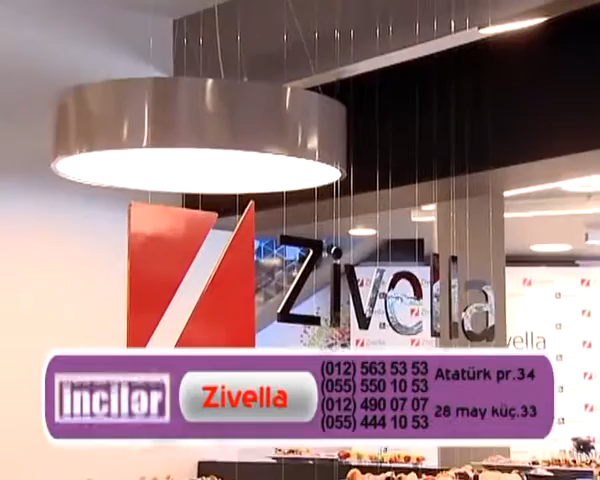 Zivella
incilər
Zivella
(012) 563 53 53
(055) 550 10 53
(012) 490 07 07
(055) 444 10 53
Atatürk pr.34
28 may küç.33